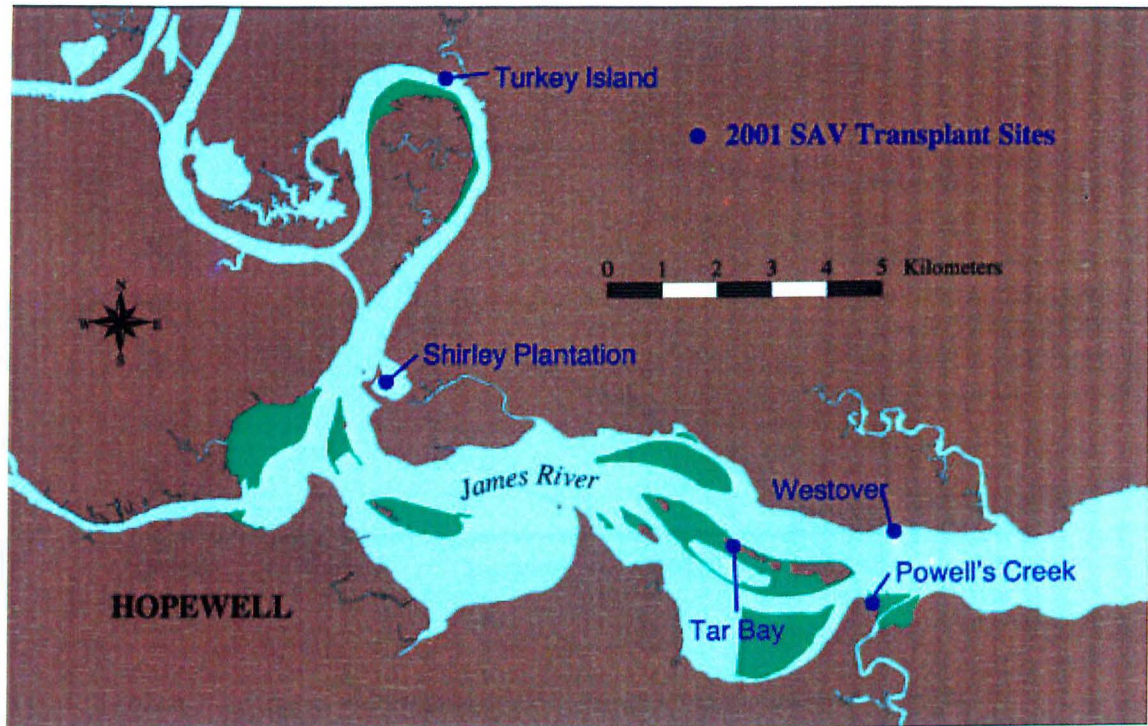 Turkey Island
2001 SAV Transplant Sites
0 1 2 3 4 5 Kilometers
N
W E
S
Shirley Plantation
James River
Westover
Powell's Creek
HOPEWELL
Tar Bay